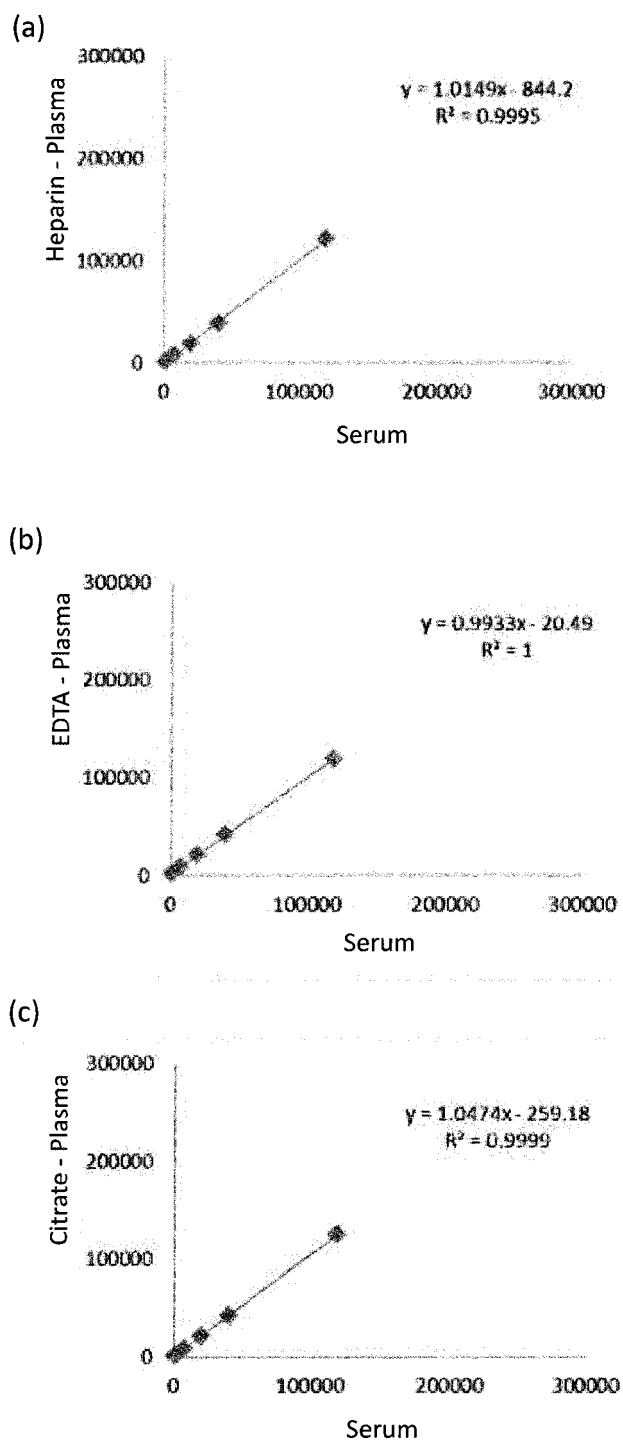 (a)
Heparin - Plasma
300000
200000
100000
0
y = 1.0149x - 844.2
R² = 0.9995
0 100000 200000 300000
Serum
(b)
EDTA - Plasma
300000
200000
100000
0
y = 0.9933x - 20.49
R² = 1
0 100000 200000 300000
Serum
(c)
Citrate - Plasma
300000
200000
100000
0
y = 1.0474x - 259.18
R² = 0.9999
0 100000 200000 300000
Serum